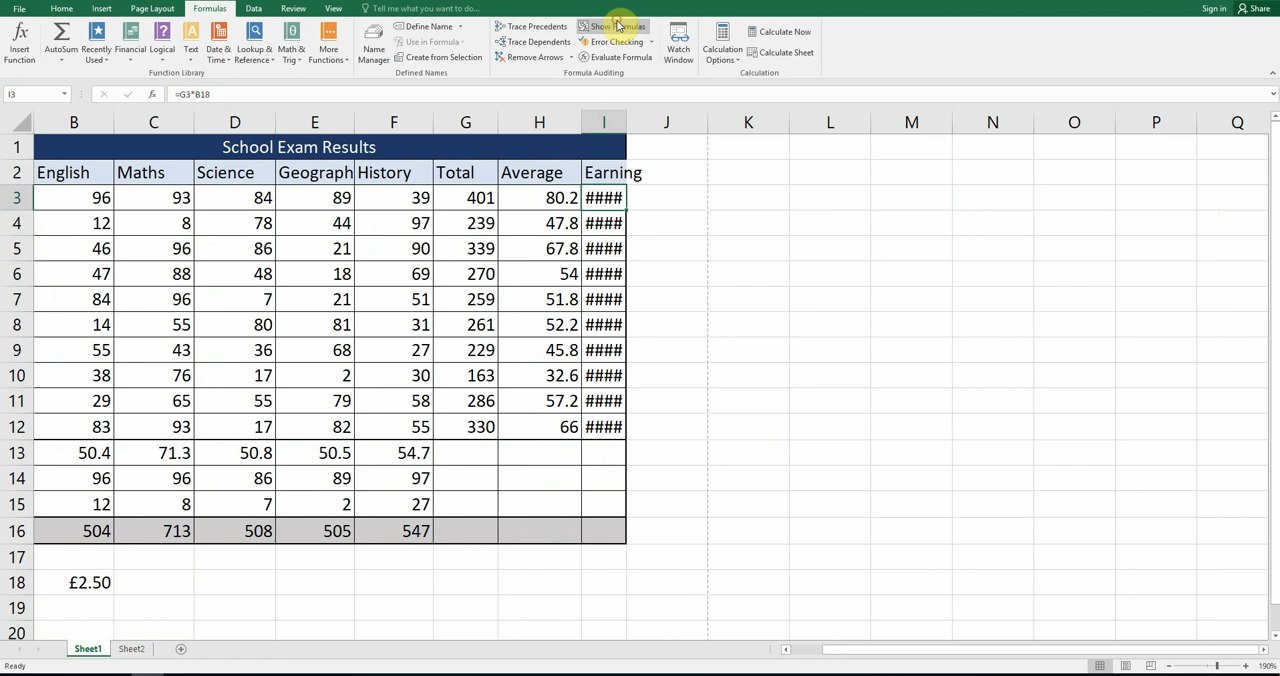 File Home Insert Page Layout Formulas Data Review View Tell me what you want to do... Sign in Share
Insert Function
AutoSum
Recently Used
Financial
Logical
Text
Date & Time
Lookup & Reference
Math & Trig
More Functions
Function Library
Name Manager
Define Name
Use in Formula
Create from Selection
Defined Names
Trace Precedents
Trace Dependents
Remove Arrows
Show Formulas
Error Checking
Evaluate Formula
Formula Auditing
Watch Window
Calculation Options
Calculate Now
Calculate Sheet
Calculation
I3 fx =G3*B18
B C D E F G H I J K L M N O P Q
1 School Exam Results
2 English Maths Science Geograph History Total Average Earning
3 96 93 84 89 39 401 80.2 ####
4 12 8 78 44 97 239 47.8 ####
5 46 96 86 21 90 339 67.8 ####
6 47 88 48 18 69 270 54 ####
7 84 96 7 21 51 259 51.8 ####
8 14 55 80 81 31 261 52.2 ####
9 55 43 36 68 27 229 45.8 ####
10 38 76 17 2 30 163 32.6 ####
11 29 65 55 79 58 286 57.2 ####
12 83 93 17 82 55 330 66 ####
13 50.4 71.3 50.8 50.5 54.7
14 96 96 86 89 97
15 12 8 7 2 27
16 504 713 508 505 547
17
18 £2.50
19
20
Sheet1 Sheet2
Ready 190%